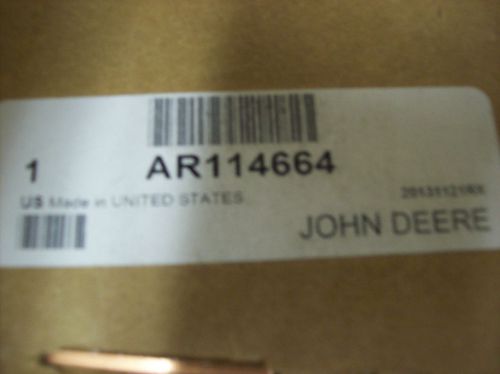 1 AR114664
US Made in UNITED STATES
JOHN DEERE